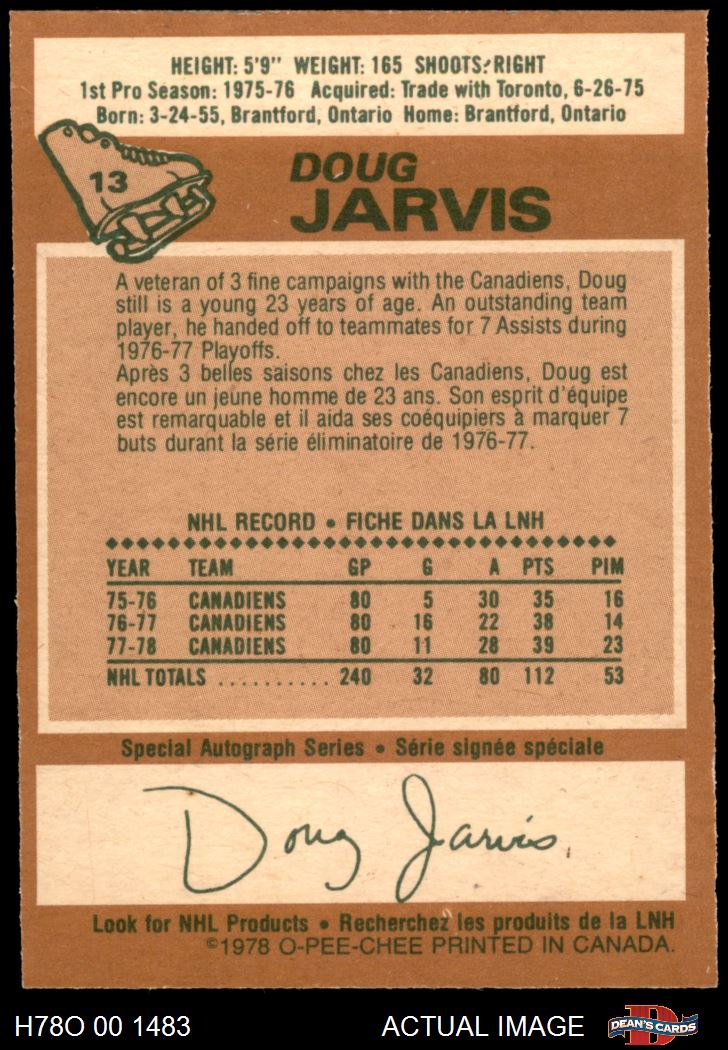 HEIGHT: 5'9" WEIGHT: 165 SHOOTS: RIGHT
1st Pro Season: 1975-76 Acquired: Trade with Toronto, 6-26-75
Born: 3-24-55, Brantford, Ontario Home: Brantford, Ontario
13
DOUG
JARVIS
A veteran of 3 fine campaigns with the Canadiens, Doug
still is a young 23 years of age. An outstanding team
player, he handed off to teammates for 7 Assists during
1976-77 Playoffs.
Après 3 belles saisons chez les Canadiens, Doug est
encore un jeune homme de 23 ans. Son esprit d'équipe
est remarquable et il aida ses coéquipiers à marquer 7
buts durant la série éliminatoire de 1976-77.
NHL RECORD • FICHE DANS LA LNH
YEAR TEAM GP G A PTS PIM
75-76 CANADIENS 80 5 30 35 16
76-77 CANADIENS 80 16 22 38 14
77-78 CANADIENS 80 11 28 39 23
NHL TOTALS .......... 240 32 80 112 53
Special Autograph Series • Série signée spéciale
Doug Jarvis
Look for NHL Products • Recherchez les produits de la LNH
©1978 O-PEE-CHEE PRINTED IN CANADA.
H78O 00 1483 ACTUAL IMAGE D DEAN'S CARDS